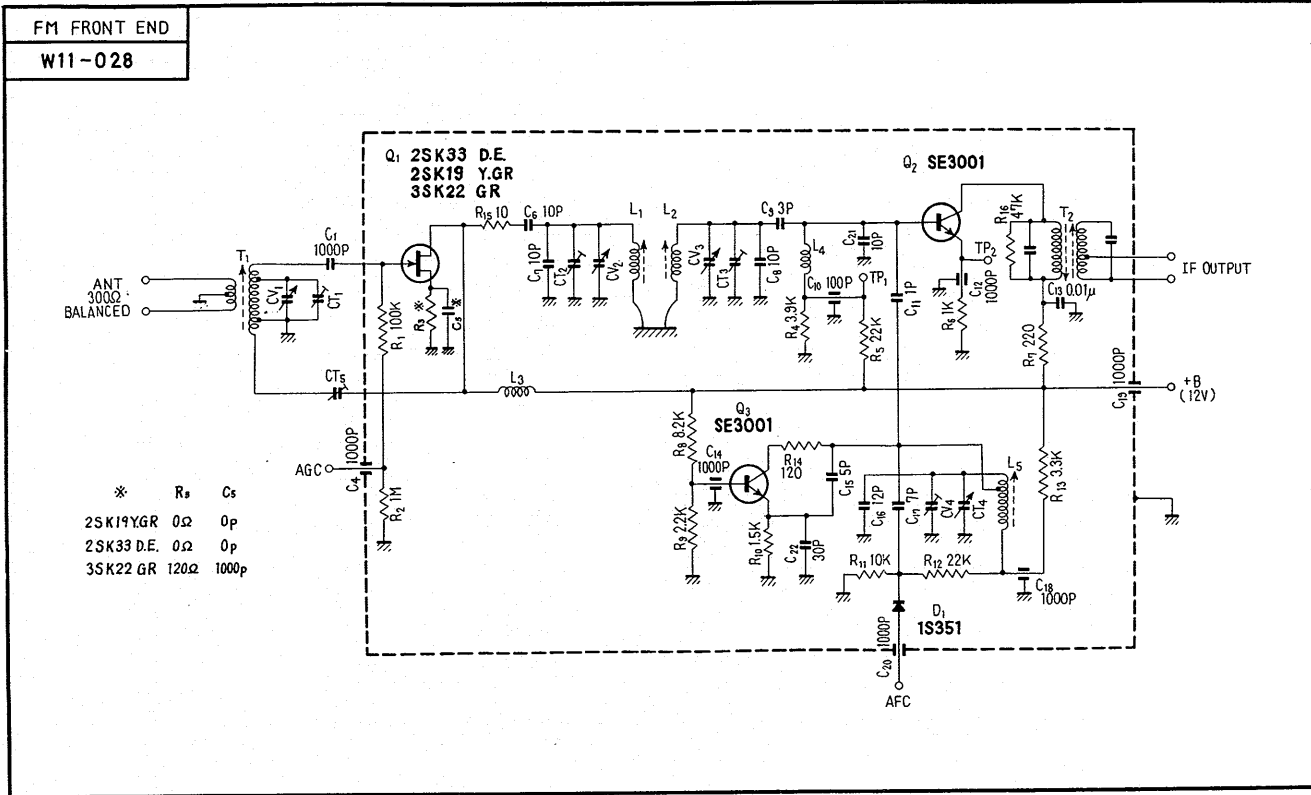 FM FRONT END
W11-028
Q1 2SK33 D.E.
2SK19 Y.GR
3SK22 GR
Q2 SE3001
R15 10
C6 10P
L1
L2
C9 3P
C7 10P
CT2
CV2
CV3
CT3
C8 10P
L4
C21
10P
TP1
C10 100P
R4 3.9K
R5 22K
C11 1P
TP2
C12
1000P
R6 1K
R16
47K
T2
C13 0.01μ
R7 220
IF OUTPUT
C1
1000P
T1
ANT
300Ω
BALANCED
CV1
CT1
R1 100K
R3 ※
C5 ※
CT5
L3
C19 1000P
+B
(12V)
AGC
C4 1000P
R2 1M
Q3
SE3001
R8 8.2K
C14
1000P
R14
120
C15 5P
R9 2.2K
R10 1.5K
C22
30P
C16 12P
C17 7P
CV4
CT4
L5
R13 3.3K
R11 10K
R12 22K
C18
1000P
D1
1S351
C20 1000P
AFC
※ R3 C5
2SK19Y.GR 0Ω 0p
2SK33 D.E. 0Ω 0p
3SK22 GR 120Ω 1000p